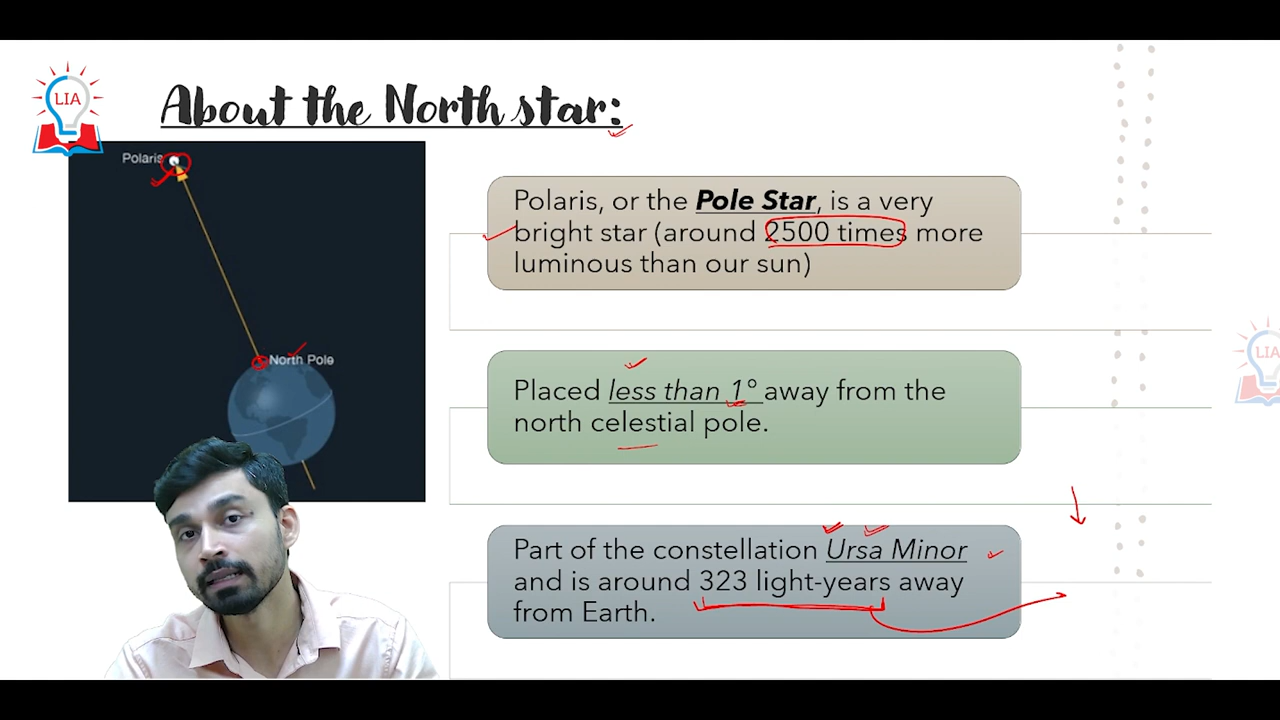 LIA
About the North star:
Polaris
North Pole
Polaris, or the Pole Star, is a very
bright star (around 2500 times more
luminous than our sun)
Placed less than 1° away from the
north celestial pole.
Part of the constellation Ursa Minor
and is around 323 light-years away
from Earth.
LIA